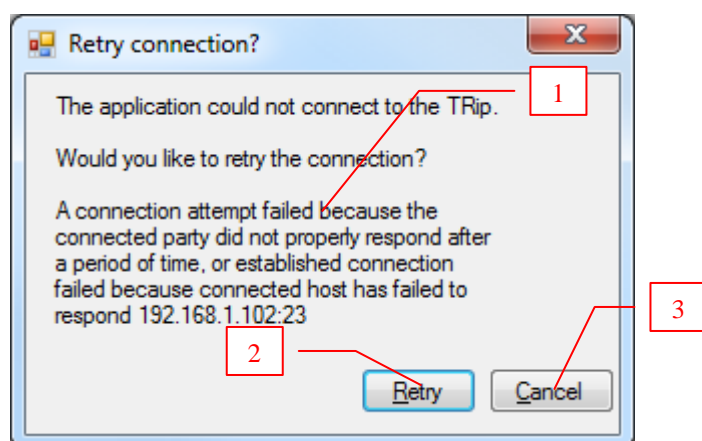 Retry connection?
The application could not connect to the TRip.
1
Would you like to retry the connection?
A connection attempt failed because the
connected party did not properly respond after
a period of time, or established connection
failed because connected host has failed to
respond 192.168.1.102:23
3
2
Retry
Cancel